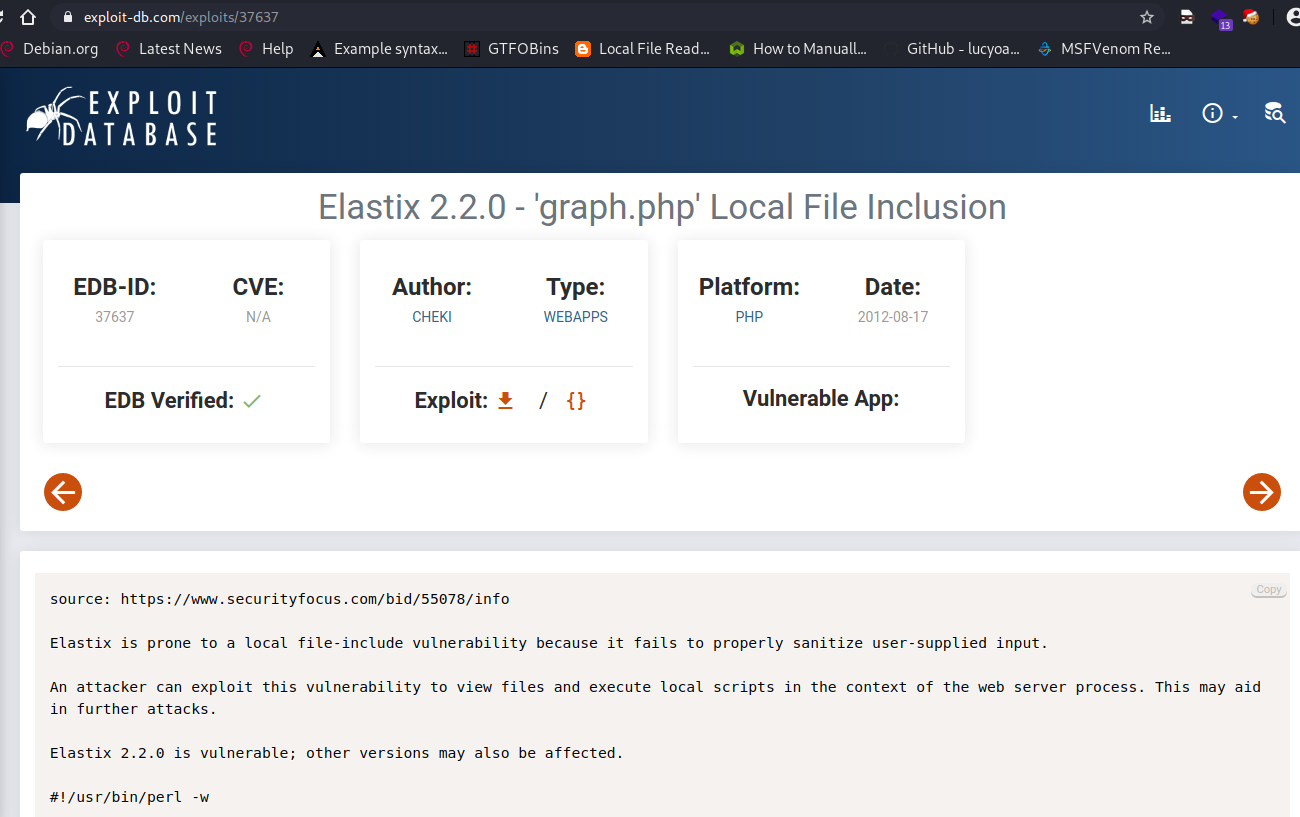 exploit-db.com/exploits/37637
13
Debian.org Latest News Help Example syntax... GTFOBins Local File Read... How to Manuall... GitHub - lucyoa... MSFVenom Re...
EXPLOIT
DATABASE
Elastix 2.2.0 - 'graph.php' Local File Inclusion
EDB-ID: CVE: Author: Type: Platform: Date:
37637 N/A CHEKI WEBAPPS PHP 2012-08-17
EDB Verified: Exploit: / {} Vulnerable App:
Copy
source: https://www.securityfocus.com/bid/55078/info
Elastix is prone to a local file-include vulnerability because it fails to properly sanitize user-supplied input.
An attacker can exploit this vulnerability to view files and execute local scripts in the context of the web server process. This may aid
in further attacks.
Elastix 2.2.0 is vulnerable; other versions may also be affected.
#!/usr/bin/perl -w